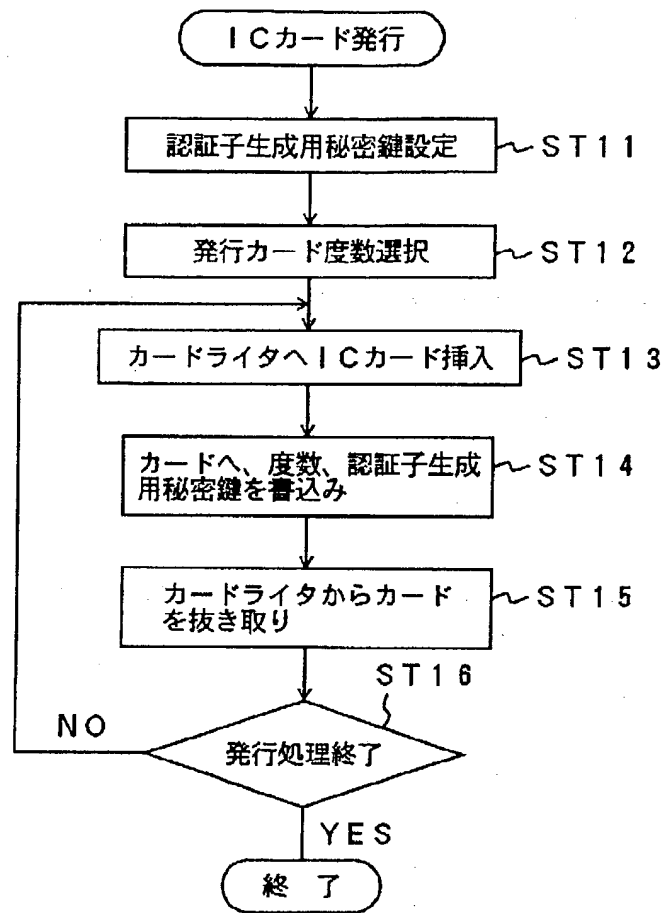 ICカード発行
認証子生成用秘密鍵設定
ST11
発行カード度数選択
ST12
カードライタへICカード挿入
ST13
カードへ、度数、認証子生成
用秘密鍵を書込み
ST14
カードライタからカード
を抜き取り
ST15
ST16
NO
発行処理終了
YES
終 了